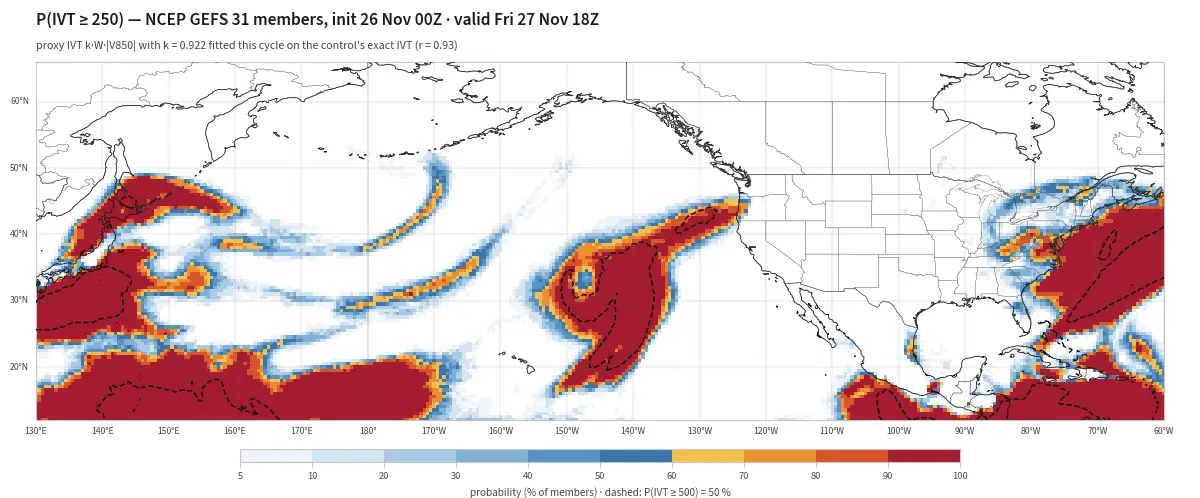 P(IVT ≥ 250) — NCEP GEFS 31 members, init 26 Nov 00Z · valid Fri 27 Nov 18Z
proxy IVT k·W·|V850| with k = 0.922 fitted this cycle on the control's exact IVT (r = 0.93)
60°N
50°N
40°N
30°N
20°N
130°E 140°E 150°E 160°E 170°E 180° 170°W 160°W 150°W 140°W 130°W 120°W 110°W 100°W 90°W 80°W 70°W 60°W
5 10 20 30 40 50 60 70 80 90 100
probability (% of members) · dashed: P(IVT ≥ 500) = 50 %